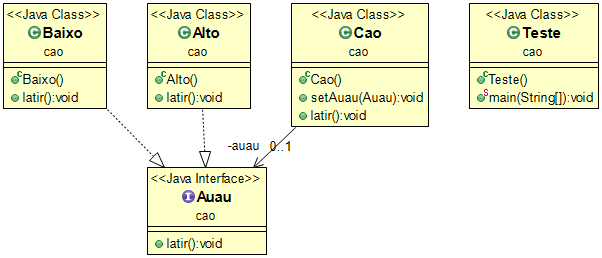 <<Java Class>>
Baixo
cao
Baixo()
latir():void
<<Java Class>>
Alto
cao
Alto()
latir():void
<<Java Class>>
Cao
cao
Cao()
setAuau(Auau):void
latir():void
<<Java Class>>
Teste
cao
Teste()
main(String[]):void
-auau 0..1
<<Java Interface>>
Auau
cao
latir():void